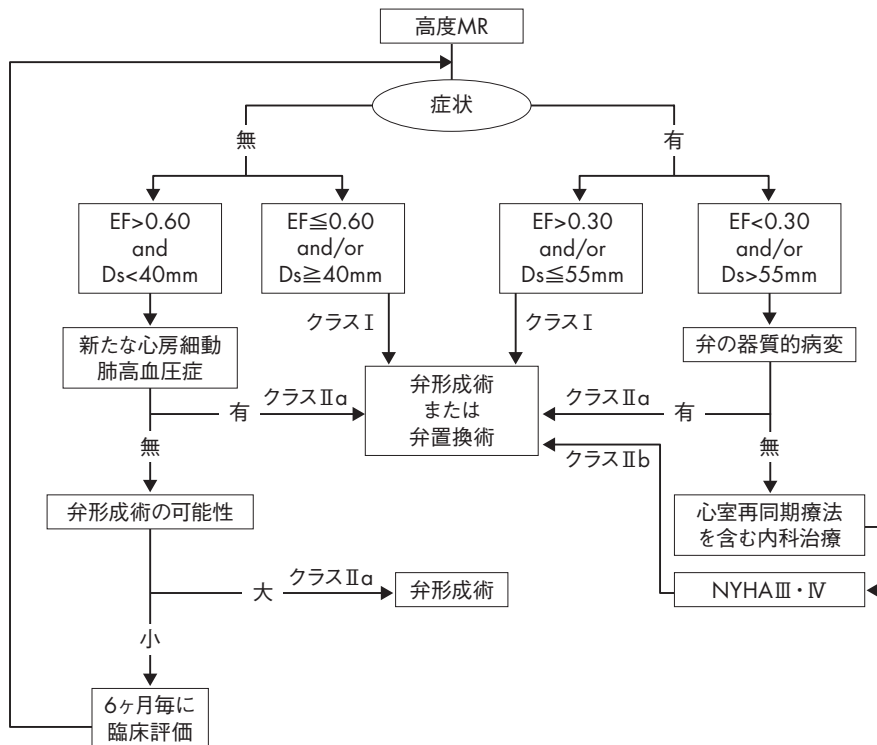 高度MR
症状
無
有
EF>0.60
and
Ds<40mm
EF≦0.60
and/or
Ds≧40mm
EF>0.30
and/or
Ds≦55mm
EF<0.30
and/or
Ds>55mm
クラスⅠ
クラスⅠ
新たな心房細動
肺高血圧症
弁の器質的病変
弁形成術
または
弁置換術
有
クラスⅡa
クラスⅡa
有
無
クラスⅡb
無
弁形成術の可能性
心室再同期療法
を含む内科治療
大
クラスⅡa
弁形成術
NYHAⅢ・Ⅳ
小
6ヶ月毎に
臨床評価